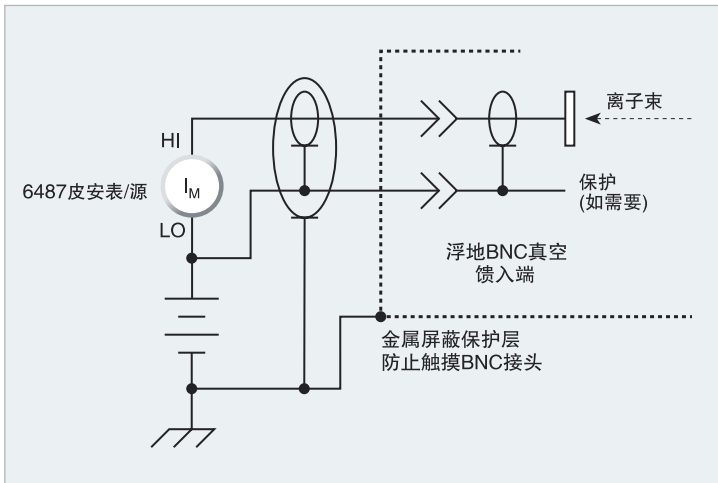 HI
离子束
6487皮安表/源
IM
保护
(如需要)
LO
浮地BNC真空
馈入端
金属屏蔽保护层
防止触摸BNC接头